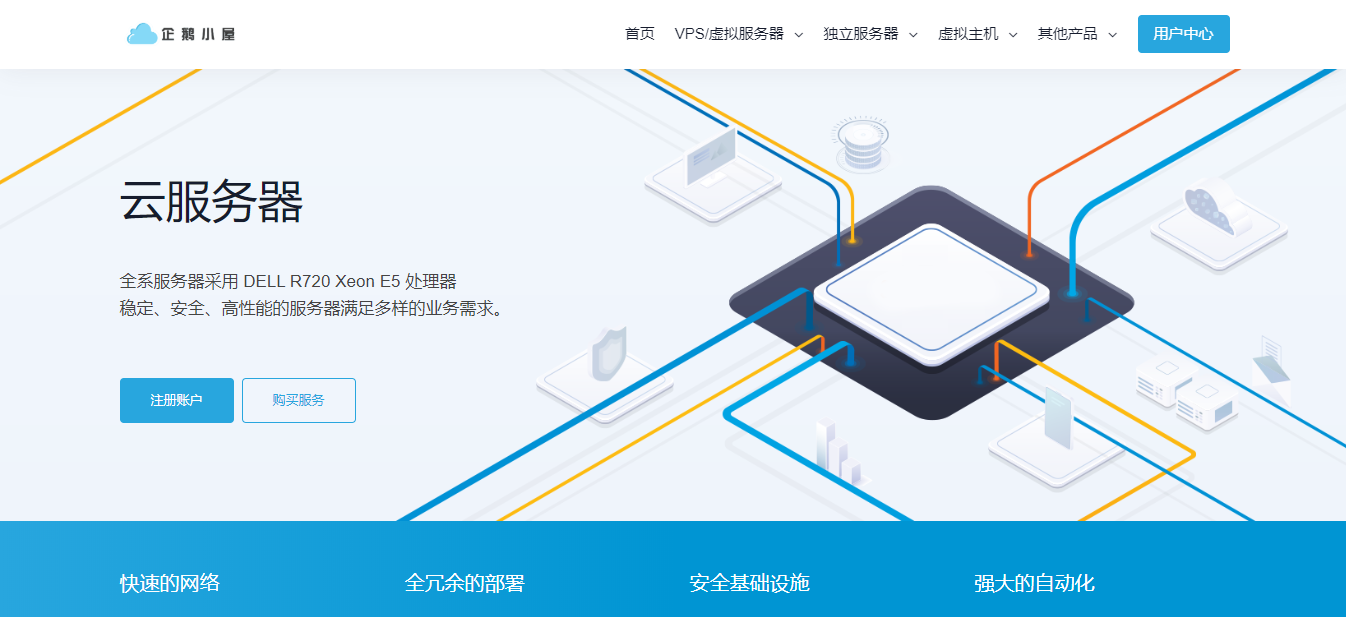 企鹅小屋
首页 VPS/虚拟服务器 独立服务器 虚拟主机 其他产品 用户中心
云服务器
全系服务器采用 DELL R720 Xeon E5 处理器
稳定、安全、高性能的服务器满足多样的业务需求。
注册账户 购买服务
快速的网络 全冗余的部署 安全基础设施 强大的自动化